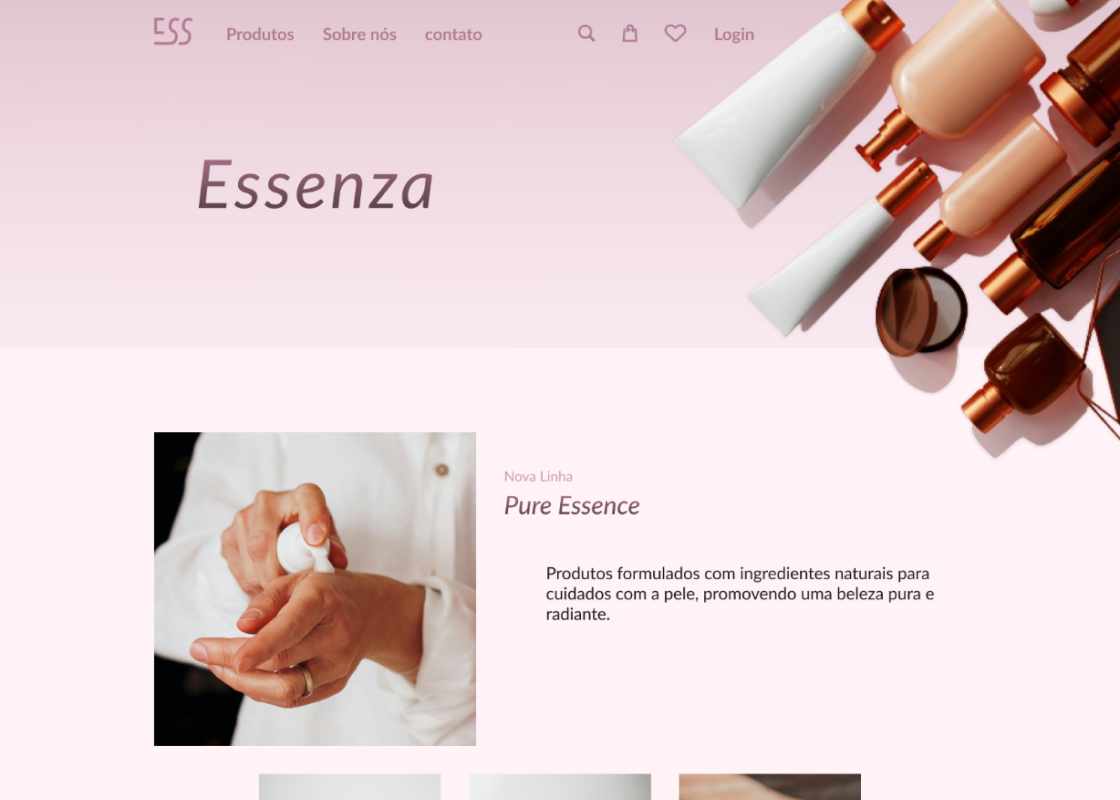 ESS
Produtos Sobre nós contato Login
Essenza
Nova Linha
Pure Essence
Produtos formulados com ingredientes naturais para
cuidados com a pele, promovendo uma beleza pura e
radiante.